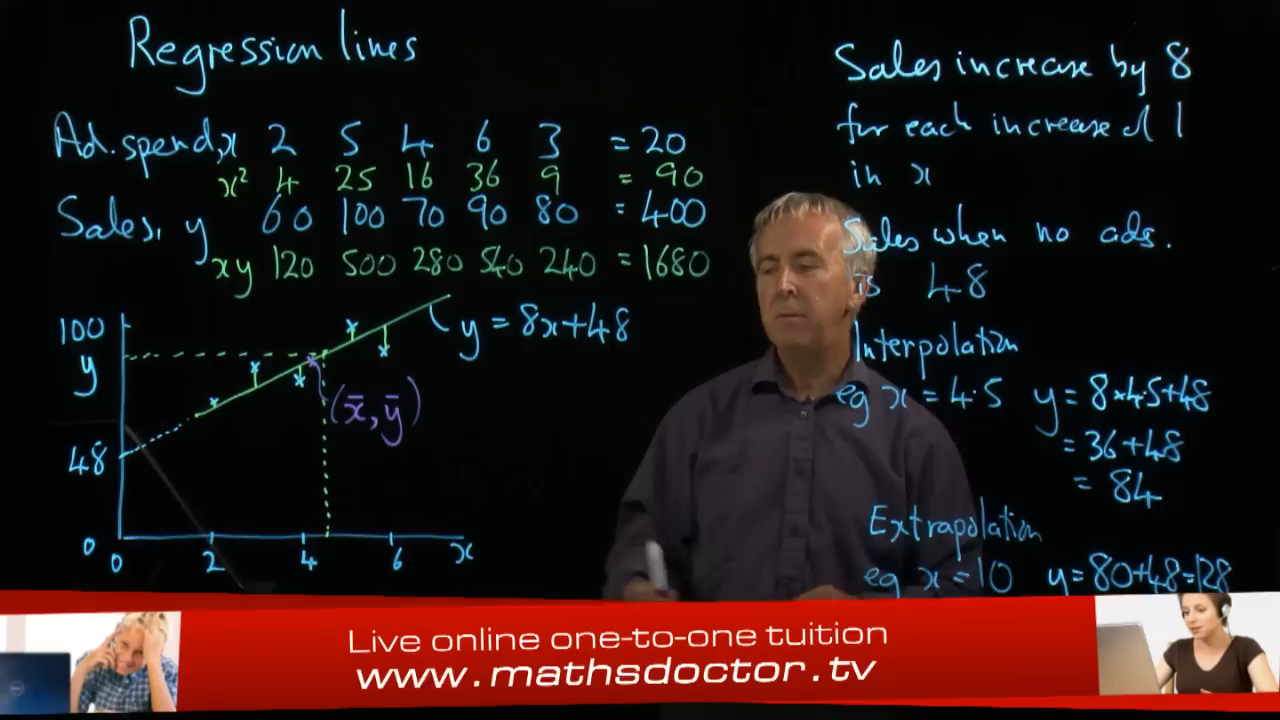 Regression lines
Ad. spend, x 2 5 4 6 3 = 20
x² 4 25 16 36 9 = 90
Sales, y 60 100 70 90 80 = 400
xy 120 500 280 540 240 = 1680
100
y
48
0
0 2 4 6 x
y = 8x+48
(x̄, ȳ)
Sales increase by 8
for each increase of 1
in x
Sales when no ads.
is 48
Interpolation
eg x = 4.5 y = 8×4.5+48
= 36+48
= 84
Extrapolation
eg x = 10 y = 80+48=128
Live online one-to-one tuition
www.mathsdoctor.tv